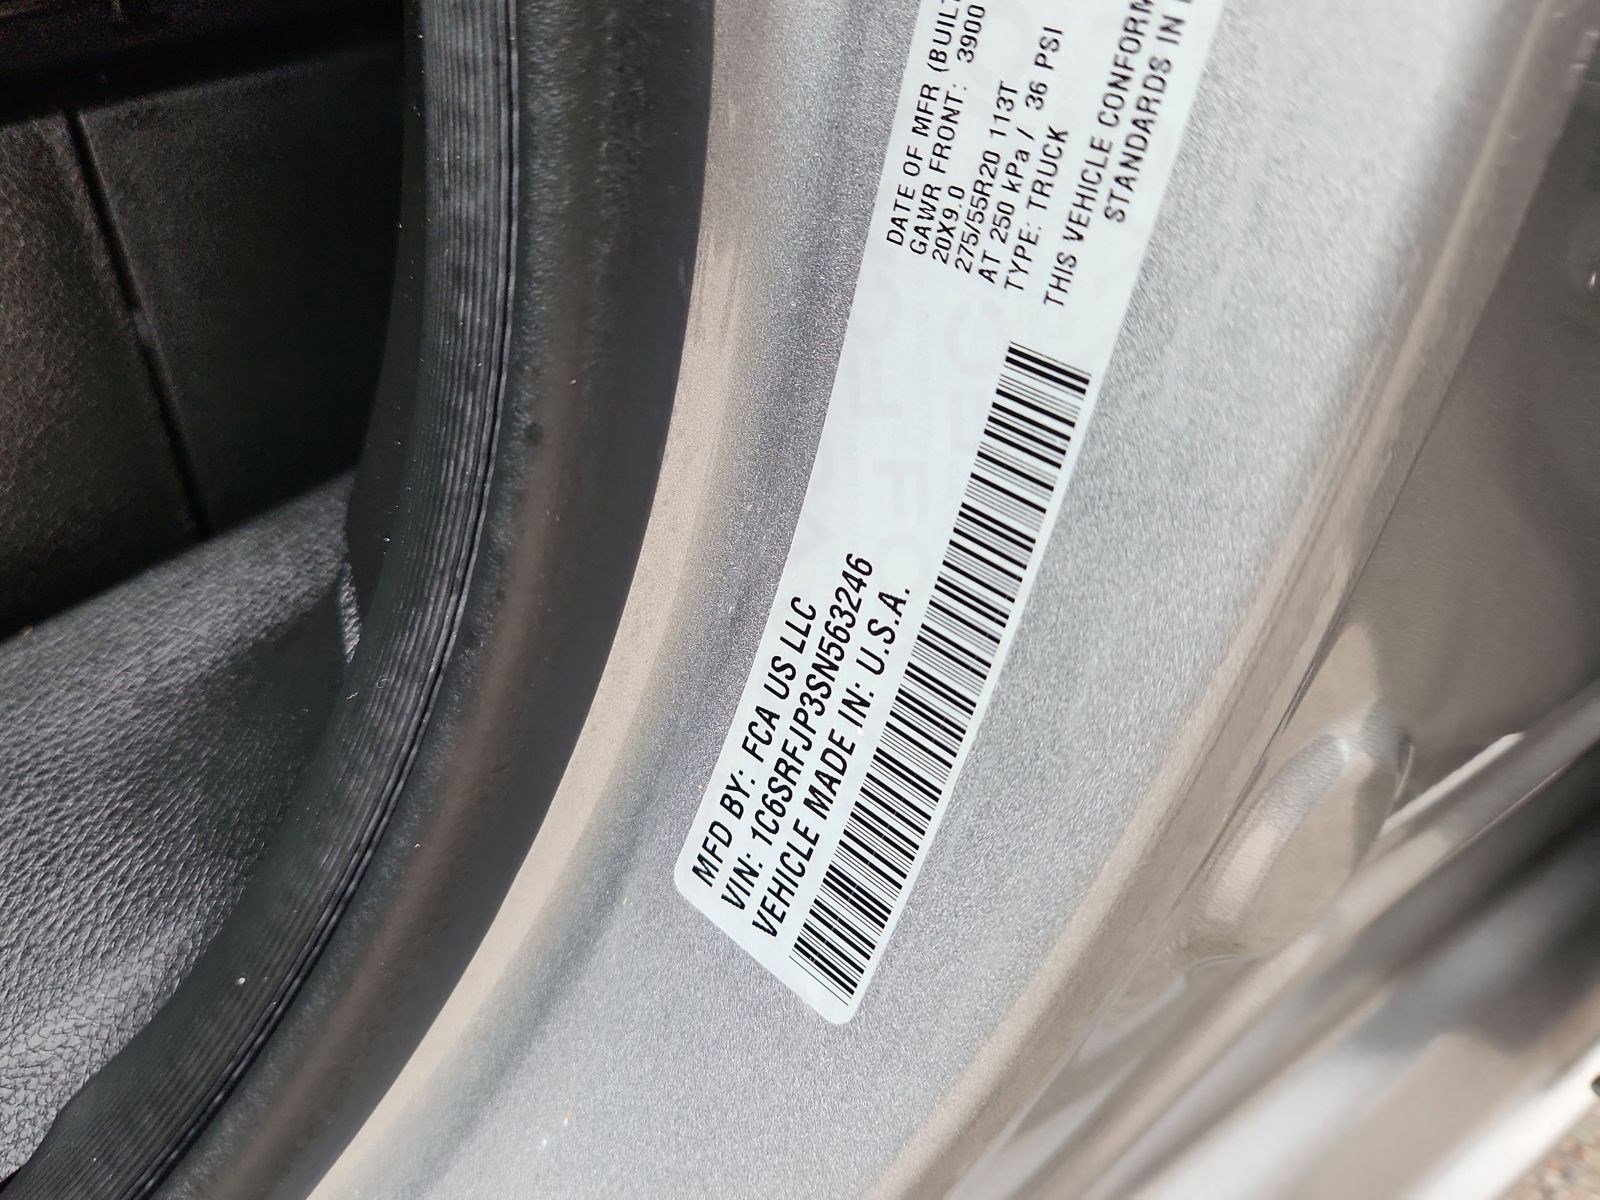 MFD BY: FCA US LLC
VIN: 1C6SRFJP3SN563246
VEHICLE MADE IN: U.S.A.
DATE OF MFR (BUILT
GAWR FRONT: 3900
20X9.0
275/55R20 113T
AT 250 kPa / 36 PSI
TYPE: TRUCK
THIS VEHICLE CONFORM
STANDARDS IN